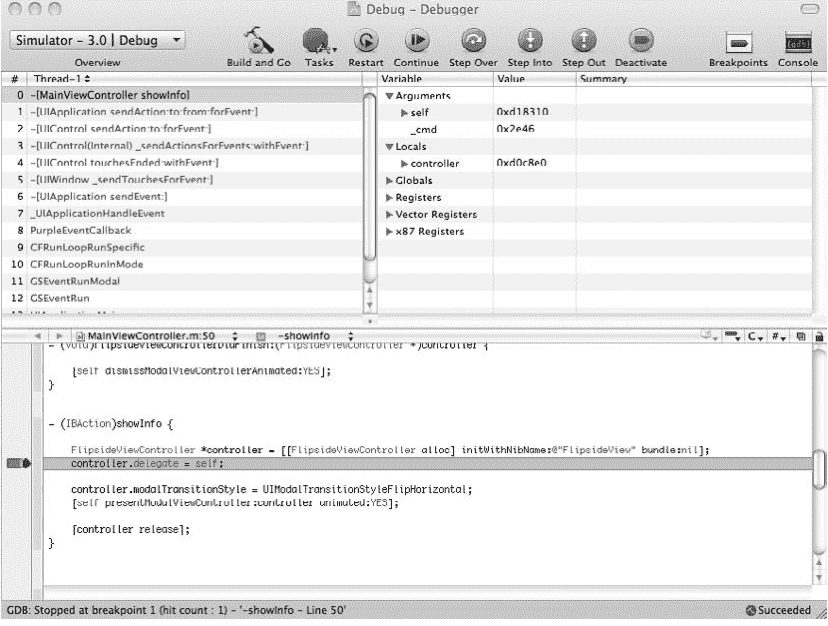 Debug - Debugger
Simulator - 3.0 | Debug
Overview
Build and Go
Tasks
Restart
Continue
Step Over
Step Into
Step Out
Deactivate
Breakpoints
Console
# Thread-1
0 -[MainViewController showInfo]
1 -[UIApplication sendAction:to:from:forEvent:]
2 -[UIControl sendAction:to:forEvent:]
3 -[UIControl(Internal) _sendActionsForEvents:withEvent:]
4 -[UIControl touchesEnded:withEvent:]
5 -[UIWindow _sendTouchesForEvent:]
6 -[UIApplication sendEvent:]
7 _UIApplicationHandleEvent
8 PurpleEventCallback
9 CFRunLoopRunSpecific
10 CFRunLoopRunInMode
11 GSEventRunModal
12 GSEventRun
Variable Value Summary
Arguments
self 0xd18310
_cmd 0x2e46
Locals
controller 0xd0c8e0
Globals
Registers
Vector Registers
x87 Registers
MainViewController.m:50 -showInfo C #
- (void)flipsideViewControllerDidFinish:(FlipsideViewController *)controller {
[self dismissModalViewControllerAnimated:YES];
}
- (IBAction)showInfo {
FlipsideViewController *controller = [[FlipsideViewController alloc] initWithNibName:@"FlipsideView" bundle:nil];
controller.delegate = self;
controller.modalTransitionStyle = UIModalTransitionStyleFlipHorizontal;
[self presentModalViewController:controller animated:YES];
[controller release];
}
GDB: Stopped at breakpoint 1 (hit count : 1) - '-showInfo - Line 50'
Succeeded